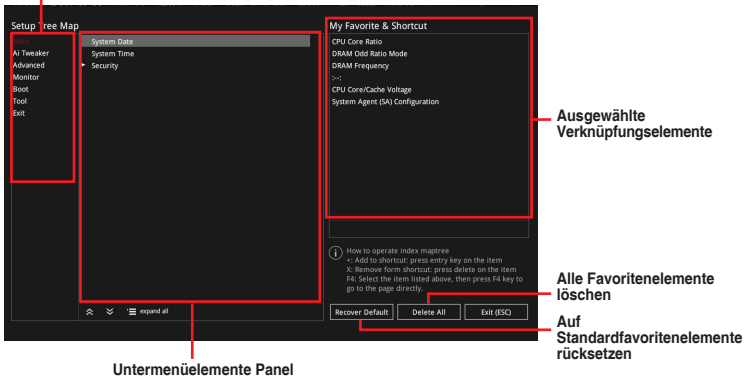 Setup Tree Map
Main
Ai Tweaker
Advanced
Monitor
Boot
Tool
Exit
System Date
System Time
Security
expand all
My Favorite & Shortcut
CPU Core Ratio
DRAM Odd Ratio Mode
DRAM Frequency
:--:
CPU Core/Cache Voltage
System Agent (SA) Configuration
How to operate index maptree
+: Add to shortcut: press entry key on the item
X: Remove form shortcut: press delete on the item
F4: Select the item listed above, then press F4 key to
go to the page directly.
Recover Default
Delete All
Exit (ESC)
Ausgewählte
Verknüpfungselemente
Alle Favoritenelemente
löschen
Auf
Standardfavoritenelemente
rücksetzen
Untermenüelemente Panel